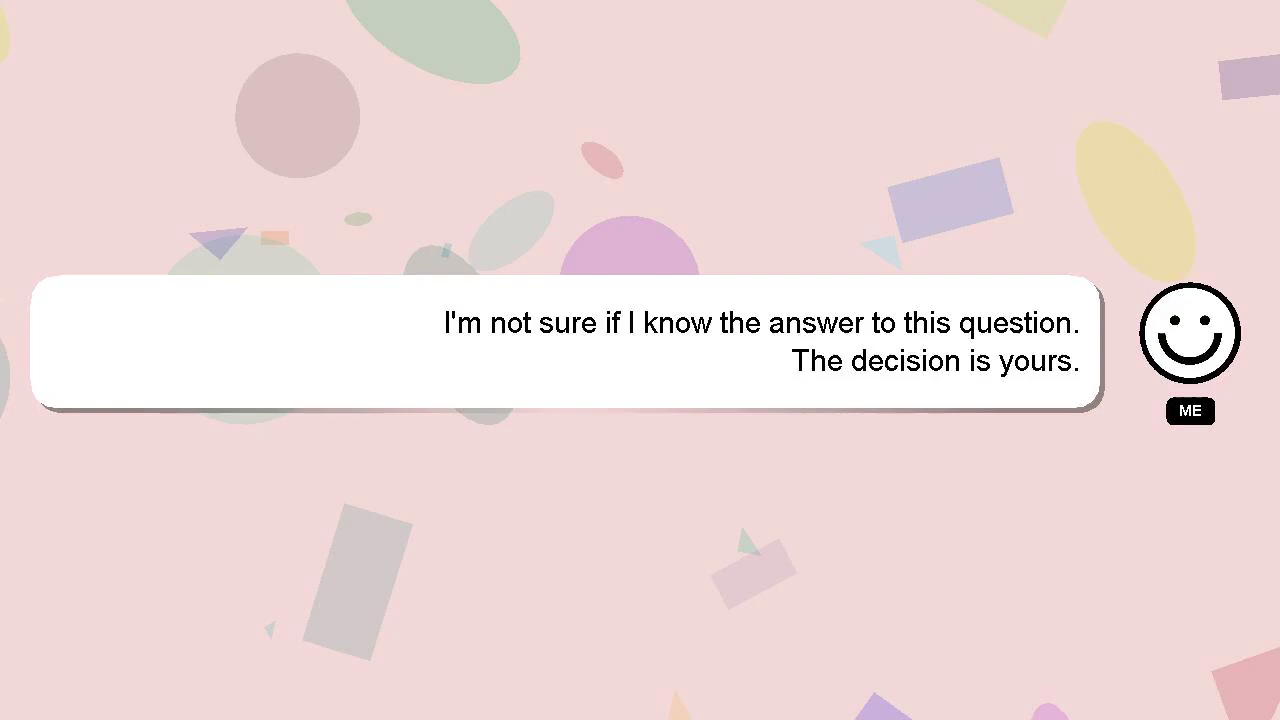 I'm not sure if I know the answer to this question.
The decision is yours.
ME